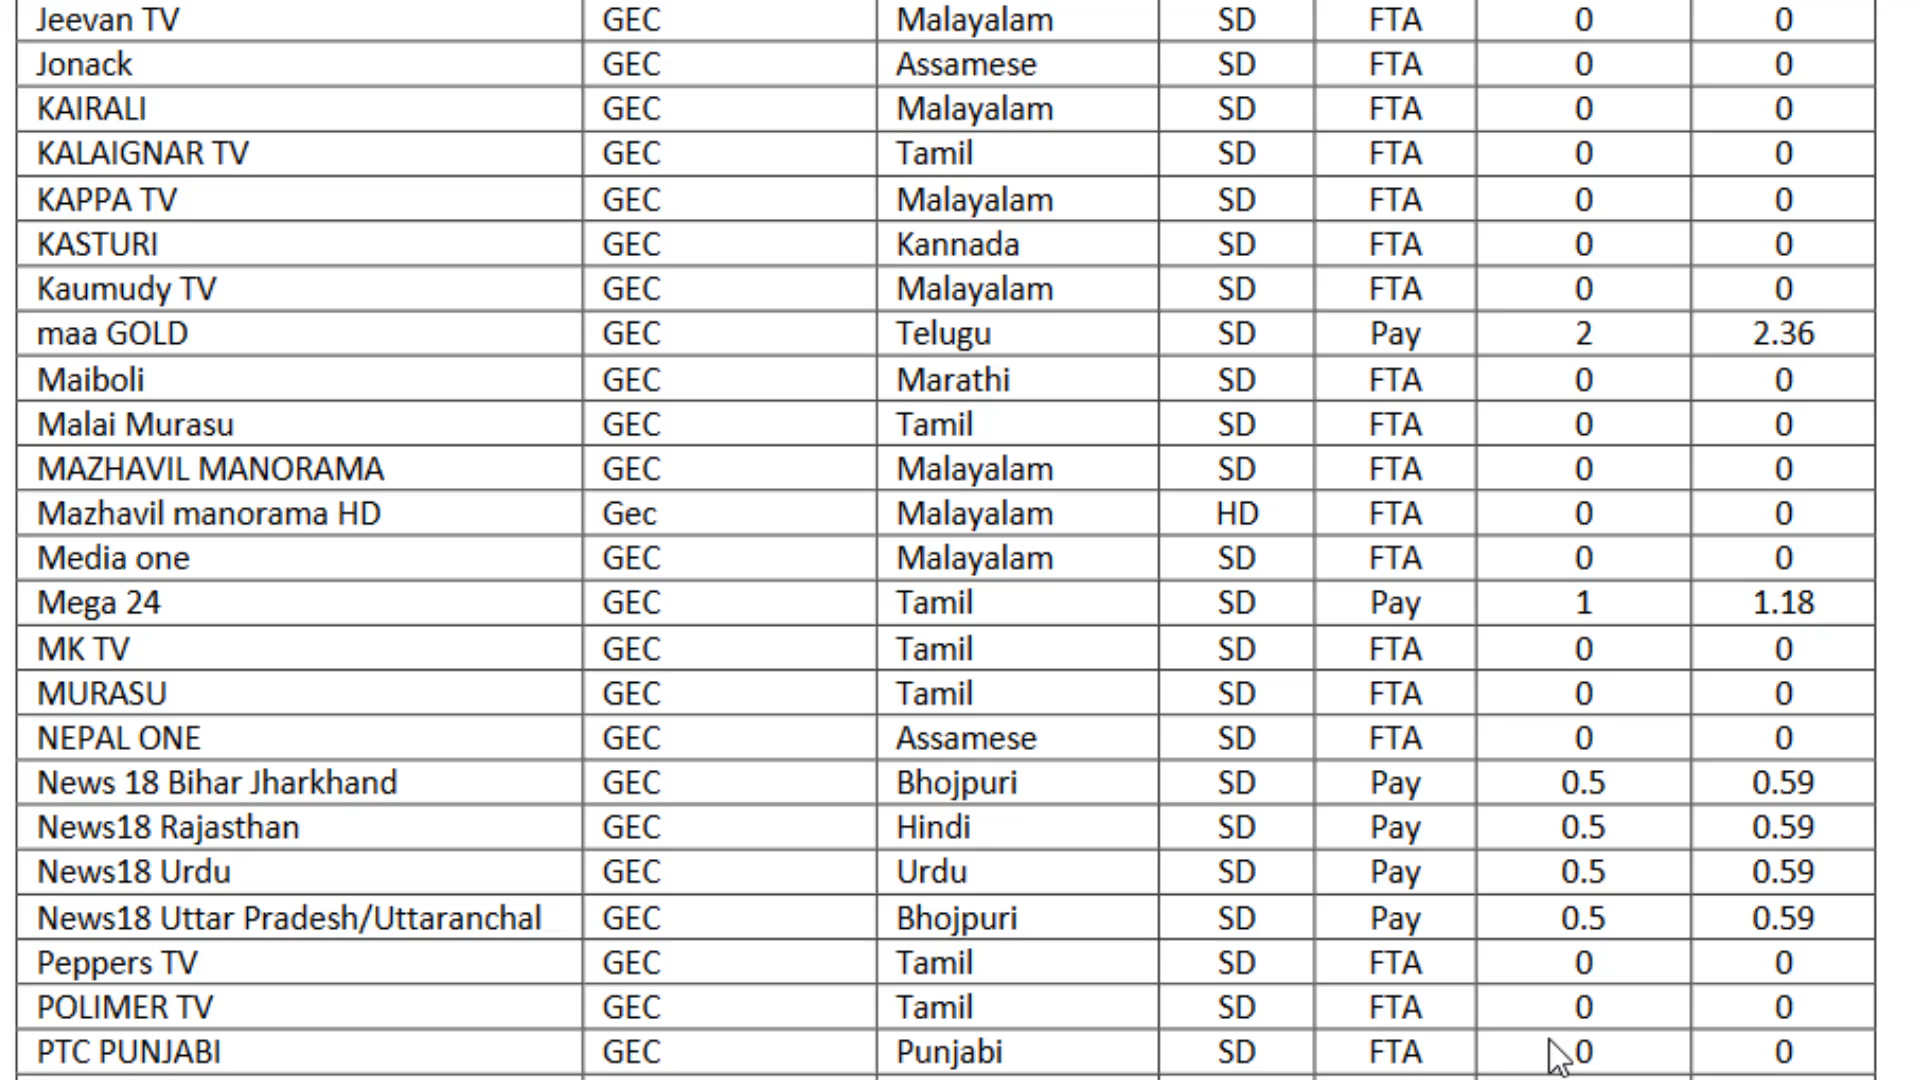 Jeevan TV GEC Malayalam SD FTA 0 0
Jonack GEC Assamese SD FTA 0 0
KAIRALI GEC Malayalam SD FTA 0 0
KALAIGNAR TV GEC Tamil SD FTA 0 0
KAPPA TV GEC Malayalam SD FTA 0 0
KASTURI GEC Kannada SD FTA 0 0
Kaumudy TV GEC Malayalam SD FTA 0 0
maa GOLD GEC Telugu SD Pay 2 2.36
Maiboli GEC Marathi SD FTA 0 0
Malai Murasu GEC Tamil SD FTA 0 0
MAZHAVIL MANORAMA GEC Malayalam SD FTA 0 0
Mazhavil manorama HD Gec Malayalam HD FTA 0 0
Media one GEC Malayalam SD FTA 0 0
Mega 24 GEC Tamil SD Pay 1 1.18
MK TV GEC Tamil SD FTA 0 0
MURASU GEC Tamil SD FTA 0 0
NEPAL ONE GEC Assamese SD FTA 0 0
News 18 Bihar Jharkhand GEC Bhojpuri SD Pay 0.5 0.59
News18 Rajasthan GEC Hindi SD Pay 0.5 0.59
News18 Urdu GEC Urdu SD Pay 0.5 0.59
News18 Uttar Pradesh/Uttaranchal GEC Bhojpuri SD Pay 0.5 0.59
Peppers TV GEC Tamil SD FTA 0 0
POLIMER TV GEC Tamil SD FTA 0 0
PTC PUNJABI GEC Punjabi SD FTA 0 0